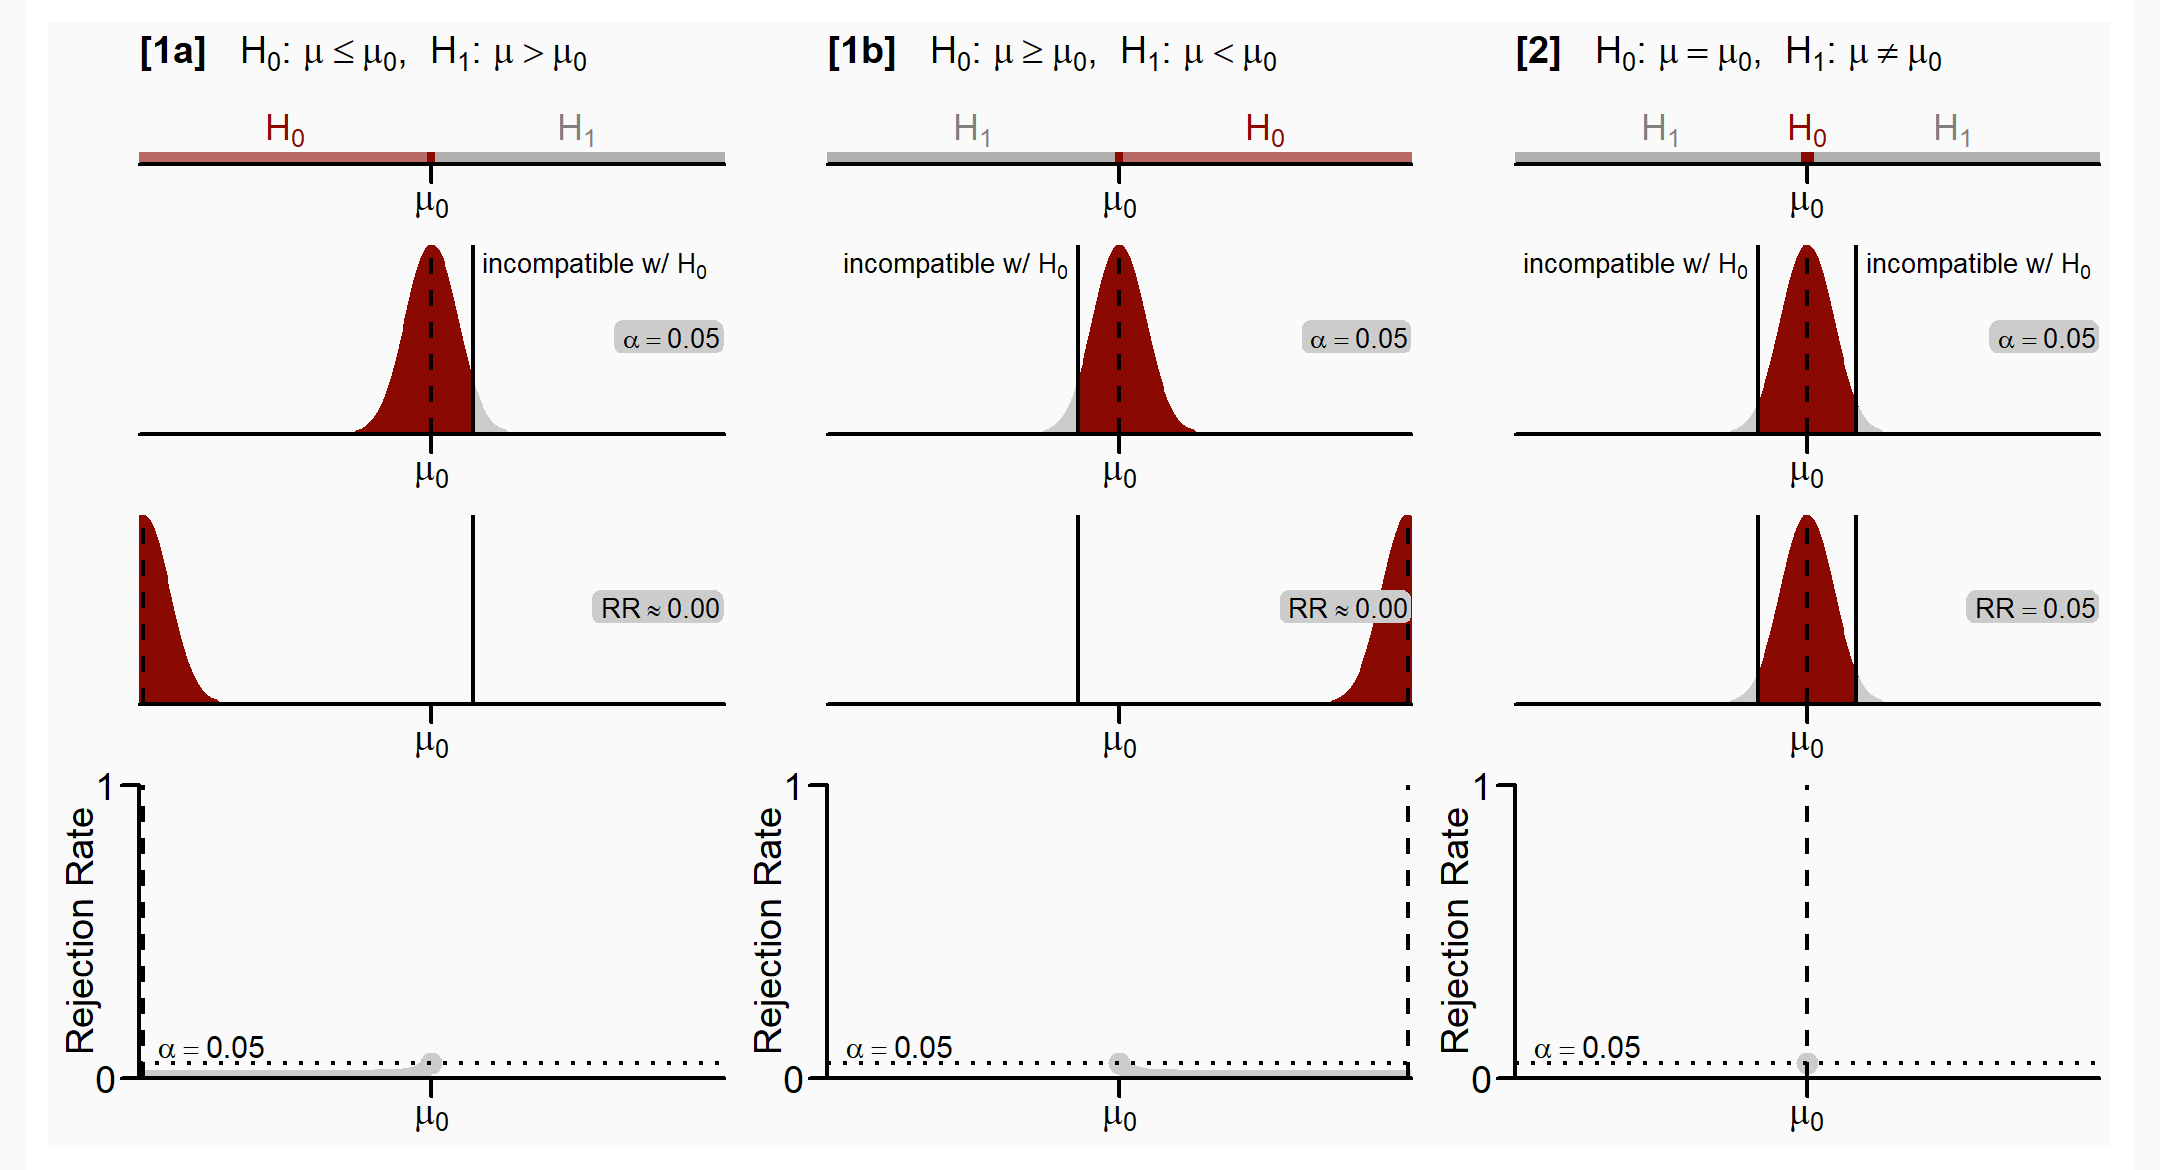 [1a] H₀: μ ≤ μ₀, H₁: μ > μ₀
[1b] H₀: μ ≥ μ₀, H₁: μ < μ₀
[2] H₀: μ = μ₀, H₁: μ ≠ μ₀
H₀ H₁
H₁ H₀
H₁ H₀ H₁
μ₀
μ₀
μ₀
incompatible w/ H₀
incompatible w/ H₀
incompatible w/ H₀
incompatible w/ H₀
α = 0.05
α = 0.05
α = 0.05
μ₀
μ₀
μ₀
RR ≈ 0.00
RR ≈ 0.00
RR = 0.05
μ₀
μ₀
μ₀
1
Rejection Rate
α = 0.05
0
μ₀
1
Rejection Rate
α = 0.05
0
μ₀
1
Rejection Rate
α = 0.05
0
μ₀